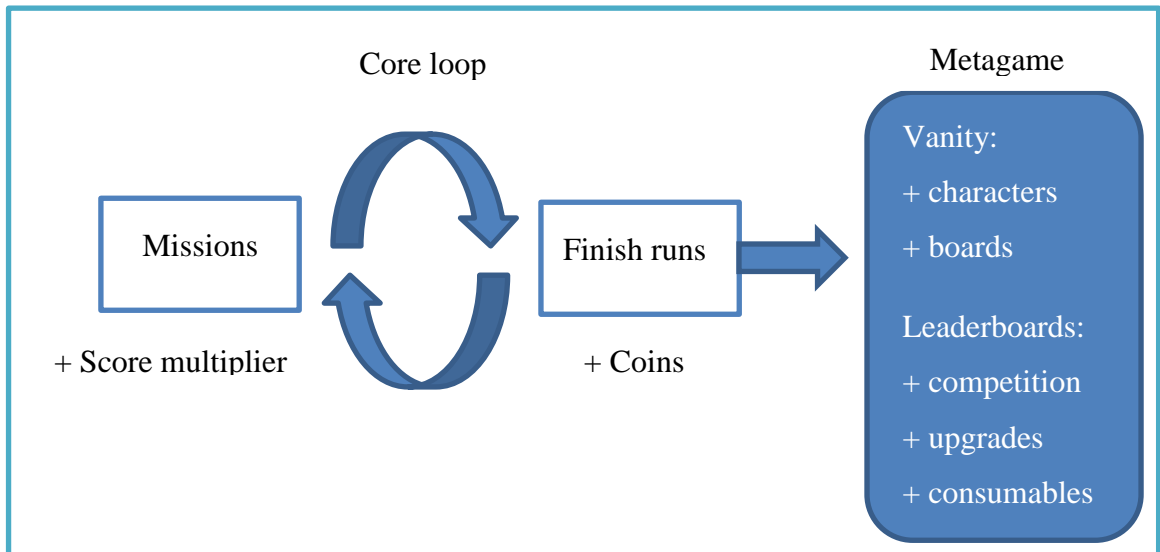 Core loop
Metagame
Missions
+ Score multiplier
Finish runs
+ Coins
Vanity:
+ characters
+ boards
Leaderboards:
+ competition
+ upgrades
+ consumables